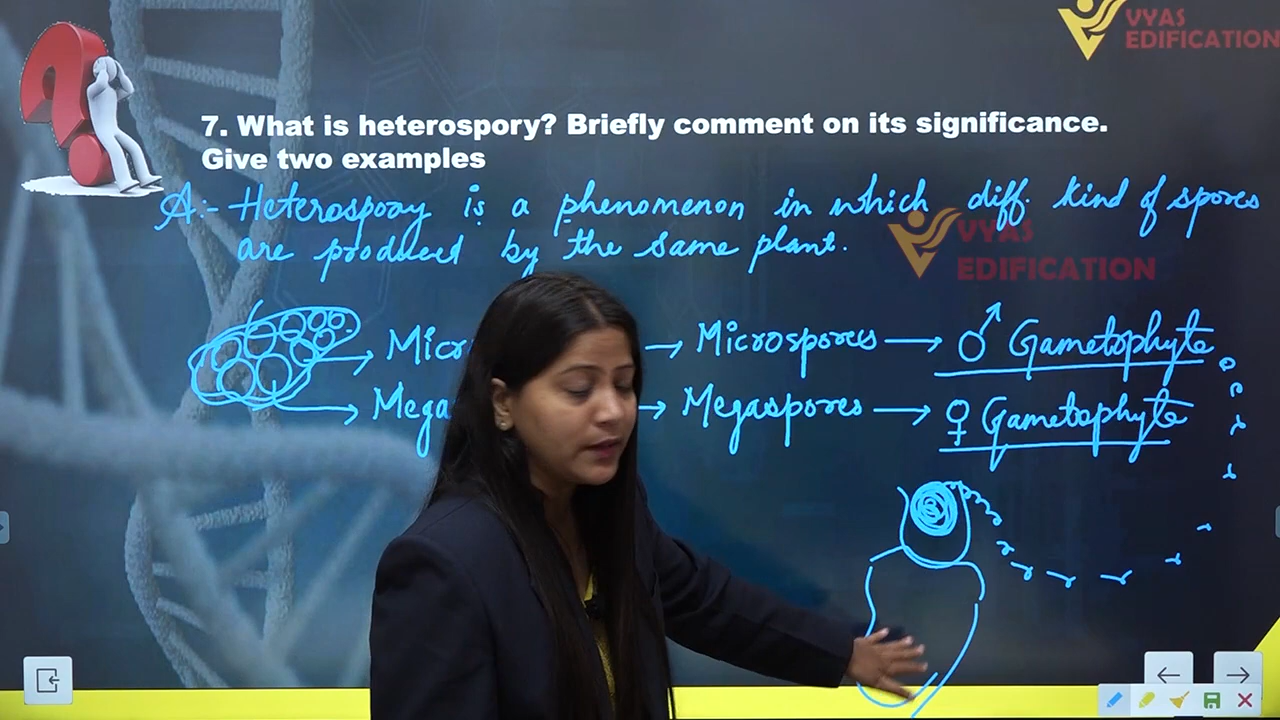 VYAS
EDIFICATION
7. What is heterospory? Briefly comment on its significance.
Give two examples
A:- Heterospory is a phenomenon in which diff. kind of spores
are produced by the same plant.
VYAS
EDIFICATION
→ Micr → Microspores → ♂ Gametophyte
→ Mega → Megaspores → ♀ Gametophyte